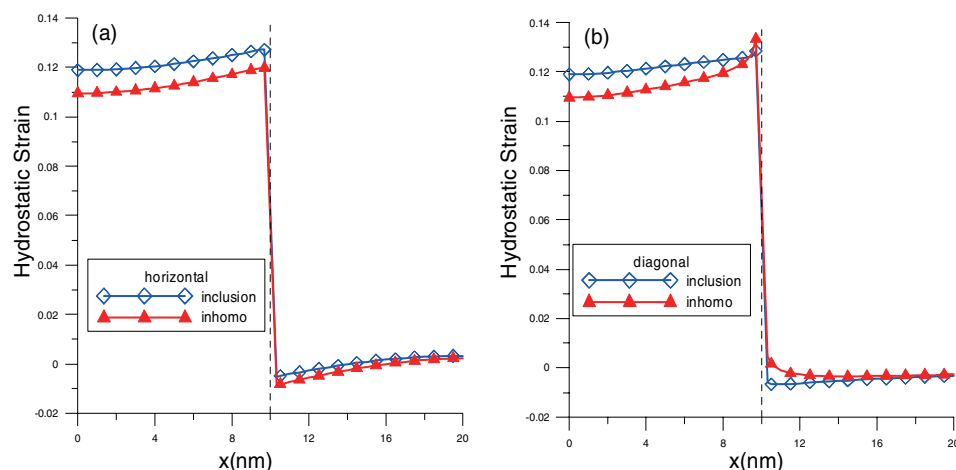 (a)
Hydrostatic Strain
0.14
0.12
0.1
0.08
0.06
0.04
0.02
0
-0.02
horizontal
inclusion
inhomo
0 4 8 12 16 20
x(nm)
(b)
Hydrostatic Strain
0.14
0.12
0.1
0.08
0.06
0.04
0.02
0
-0.02
diagonal
inclusion
inhomo
0 4 8 12 16 20
x(nm)